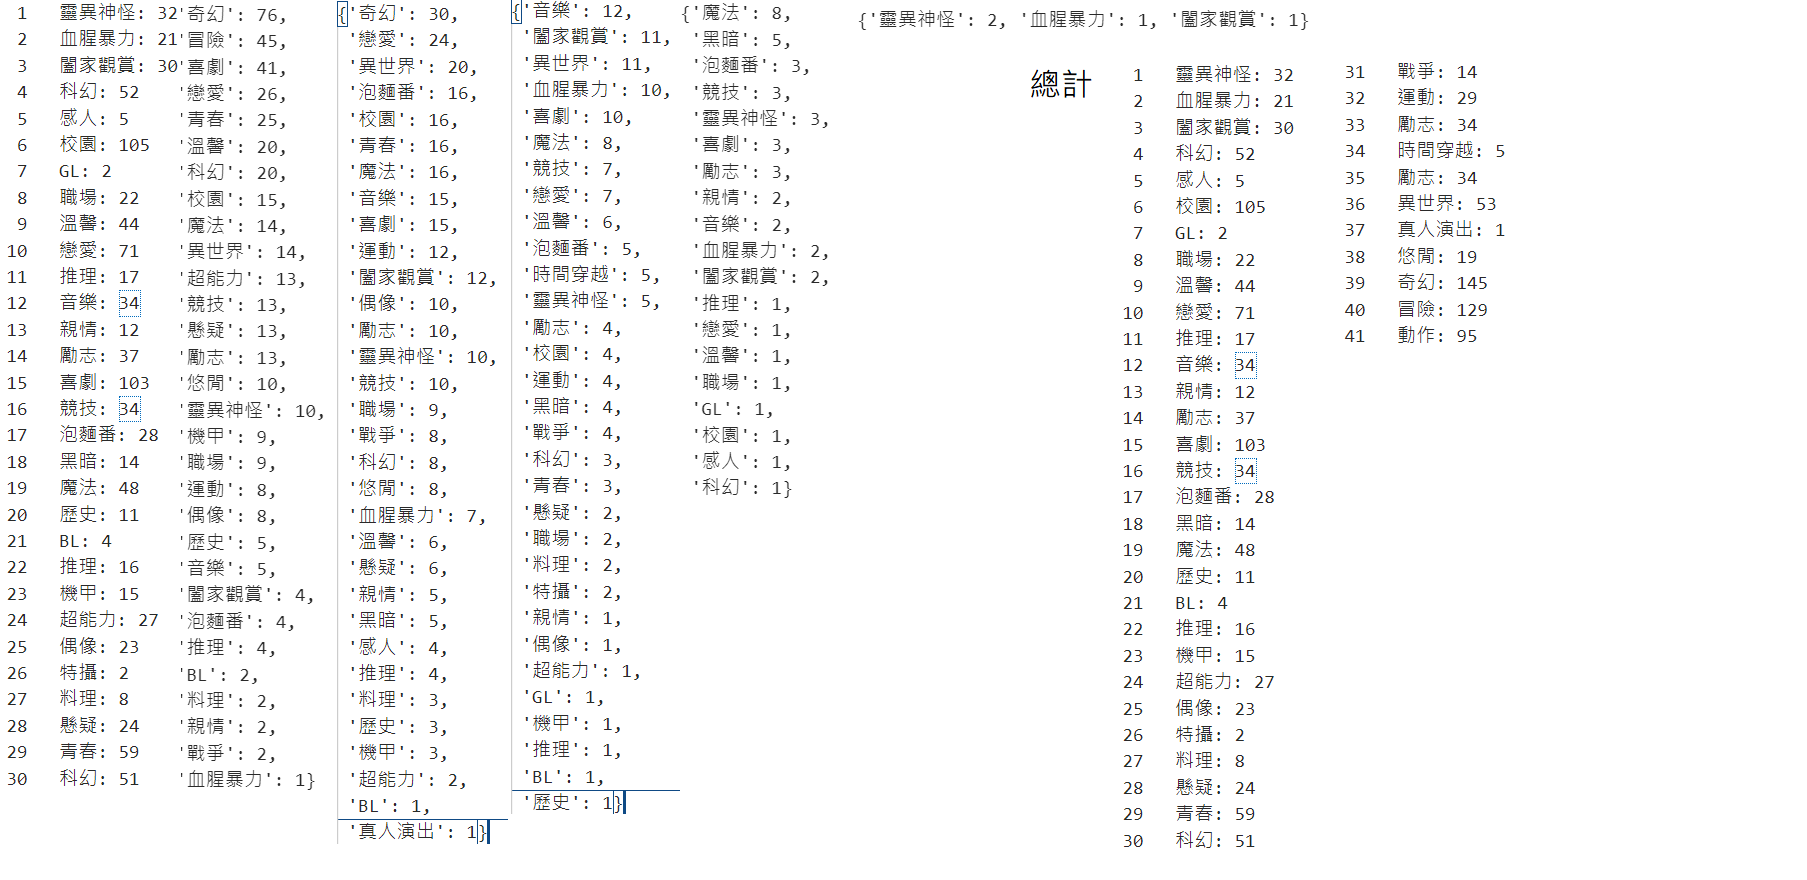 1 靈異神怪: 32
2 血腥暴力: 21
3 闔家觀賞: 30
4 科幻: 52
5 感人: 5
6 校園: 105
7 GL: 2
8 職場: 22
9 溫馨: 44
10 戀愛: 71
11 推理: 17
12 音樂: 34
13 親情: 12
14 勵志: 37
15 喜劇: 103
16 競技: 34
17 泡麵番: 28
18 黑暗: 14
19 魔法: 48
20 歷史: 11
21 BL: 4
22 推理: 16
23 機甲: 15
24 超能力: 27
25 偶像: 23
26 特攝: 2
27 料理: 8
28 懸疑: 24
29 青春: 59
30 科幻: 51
'奇幻': 76,
'冒險': 45,
'喜劇': 41,
'戀愛': 26,
'青春': 25,
'溫馨': 20,
'科幻': 20,
'校園': 15,
'魔法': 14,
'異世界': 14,
'超能力': 13,
'競技': 13,
'懸疑': 13,
'勵志': 13,
'悠閒': 10,
'靈異神怪': 10,
'機甲': 9,
'職場': 9,
'運動': 8,
'偶像': 8,
'歷史': 5,
'音樂': 5,
'闔家觀賞': 4,
'泡麵番': 4,
'推理': 4,
'BL': 2,
'料理': 2,
'親情': 2,
'戰爭': 2,
'血腥暴力': 1}
{'奇幻': 30,
'戀愛': 24,
'異世界': 20,
'泡麵番': 16,
'校園': 16,
'青春': 16,
'魔法': 16,
'音樂': 15,
'喜劇': 15,
'運動': 12,
'闔家觀賞': 12,
'偶像': 10,
'勵志': 10,
'靈異神怪': 10,
'競技': 10,
'職場': 9,
'戰爭': 8,
'科幻': 8,
'悠閒': 8,
'血腥暴力': 7,
'溫馨': 6,
'懸疑': 6,
'親情': 5,
'黑暗': 5,
'感人': 4,
'推理': 4,
'料理': 3,
'歷史': 3,
'機甲': 3,
'超能力': 2,
'BL': 1,
'真人演出': 1}
{'音樂': 12,
'闔家觀賞': 11,
'異世界': 11,
'血腥暴力': 10,
'喜劇': 10,
'魔法': 8,
'競技': 7,
'戀愛': 7,
'溫馨': 6,
'泡麵番': 5,
'時間穿越': 5,
'靈異神怪': 5,
'勵志': 4,
'校園': 4,
'運動': 4,
'黑暗': 4,
'戰爭': 4,
'科幻': 3,
'青春': 3,
'懸疑': 2,
'職場': 2,
'料理': 2,
'特攝': 2,
'親情': 1,
'偶像': 1,
'超能力': 1,
'GL': 1,
'機甲': 1,
'推理': 1,
'BL': 1,
'歷史': 1}
{'魔法': 8,
'黑暗': 5,
'泡麵番': 3,
'競技': 3,
'靈異神怪': 3,
'喜劇': 3,
'勵志': 3,
'親情': 2,
'音樂': 2,
'血腥暴力': 2,
'闔家觀賞': 2,
'推理': 1,
'戀愛': 1,
'溫馨': 1,
'職場': 1,
'GL': 1,
'校園': 1,
'感人': 1,
'科幻': 1}
{'靈異神怪': 2, '血腥暴力': 1, '闔家觀賞': 1}
總計
1 靈異神怪: 32
2 血腥暴力: 21
3 闔家觀賞: 30
4 科幻: 52
5 感人: 5
6 校園: 105
7 GL: 2
8 職場: 22
9 溫馨: 44
10 戀愛: 71
11 推理: 17
12 音樂: 34
13 親情: 12
14 勵志: 37
15 喜劇: 103
16 競技: 34
17 泡麵番: 28
18 黑暗: 14
19 魔法: 48
20 歷史: 11
21 BL: 4
22 推理: 16
23 機甲: 15
24 超能力: 27
25 偶像: 23
26 特攝: 2
27 料理: 8
28 懸疑: 24
29 青春: 59
30 科幻: 51
31 戰爭: 14
32 運動: 29
33 勵志: 34
34 時間穿越: 5
35 勵志: 34
36 異世界: 53
37 真人演出: 1
38 悠閒: 19
39 奇幻: 145
40 冒險: 129
41 動作: 95